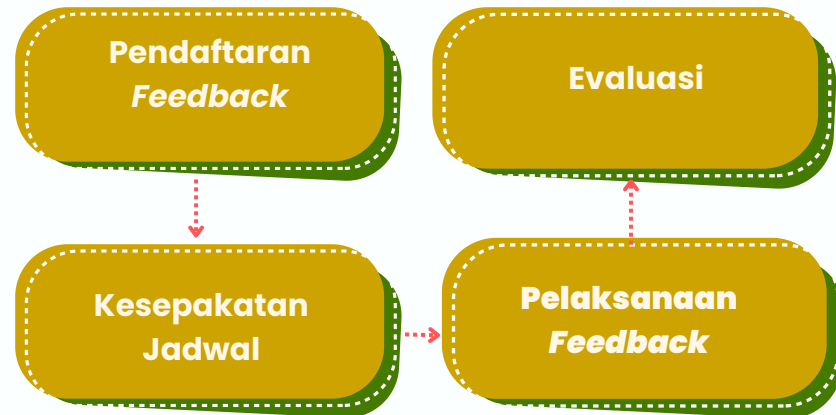 Pendaftaran
Feedback
Kesepakatan
Jadwal
Pelaksanaan
Feedback
Evaluasi